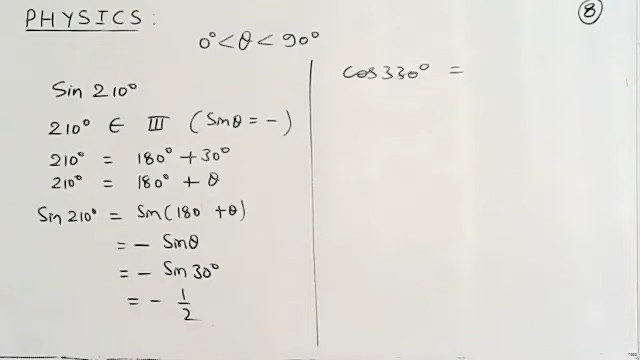 PHYSICS:
8
0° < θ < 90°
Sin 210°
210° ∈ III (Sinθ = -)
210° = 180° + 30°
210° = 180° + θ
Sin 210° = Sin(180 + θ)
= - Sinθ
= - Sin 30°
= - 1/2
cos 330° =